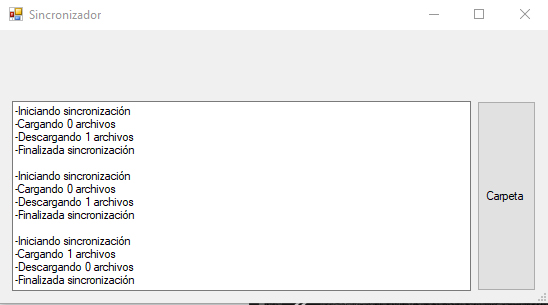 Sincronizador
-Iniciando sincronización
-Cargando 0 archivos
-Descargando 1 archivos
-Finalizada sincronización
-Iniciando sincronización
-Cargando 0 archivos
-Descargando 1 archivos
-Finalizada sincronización
-Iniciando sincronización
-Cargando 1 archivos
-Descargando 0 archivos
-Finalizada sincronización
Carpeta